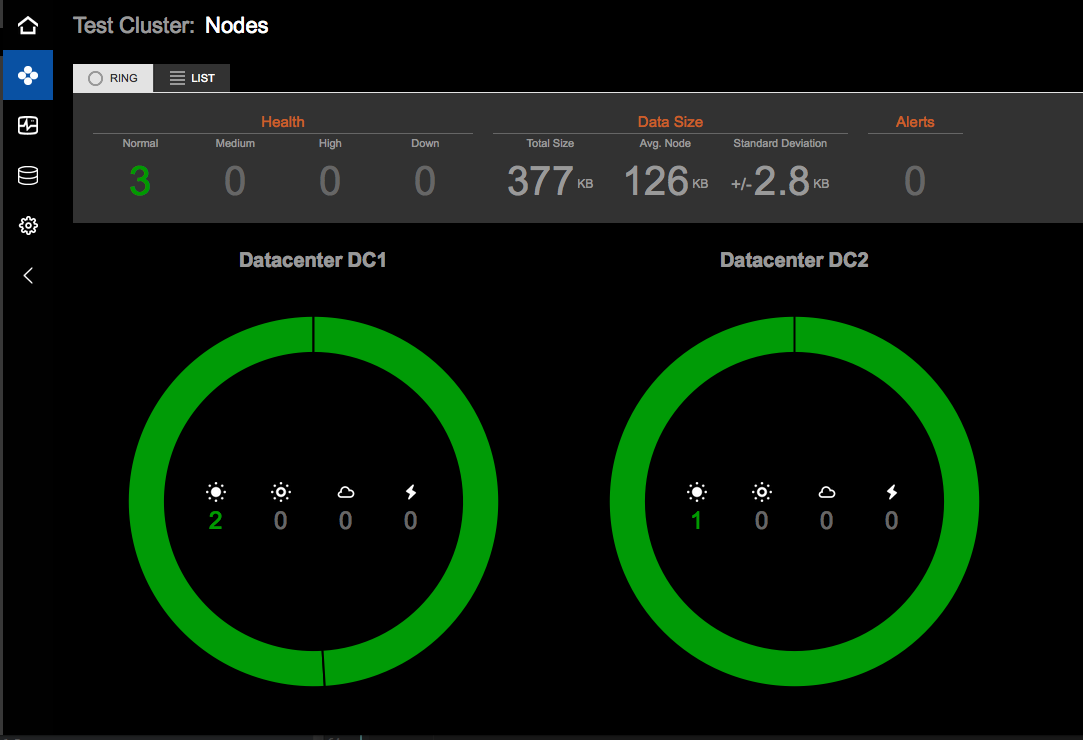 Test Cluster: Nodes
RING LIST
Health Data Size Alerts
Normal Medium High Down Total Size Avg. Node Standard Deviation
3 0 0 0 377 KB 126 KB +/-2.8 KB 0
Datacenter DC1 Datacenter DC2
2 0 0 0 1 0 0 0